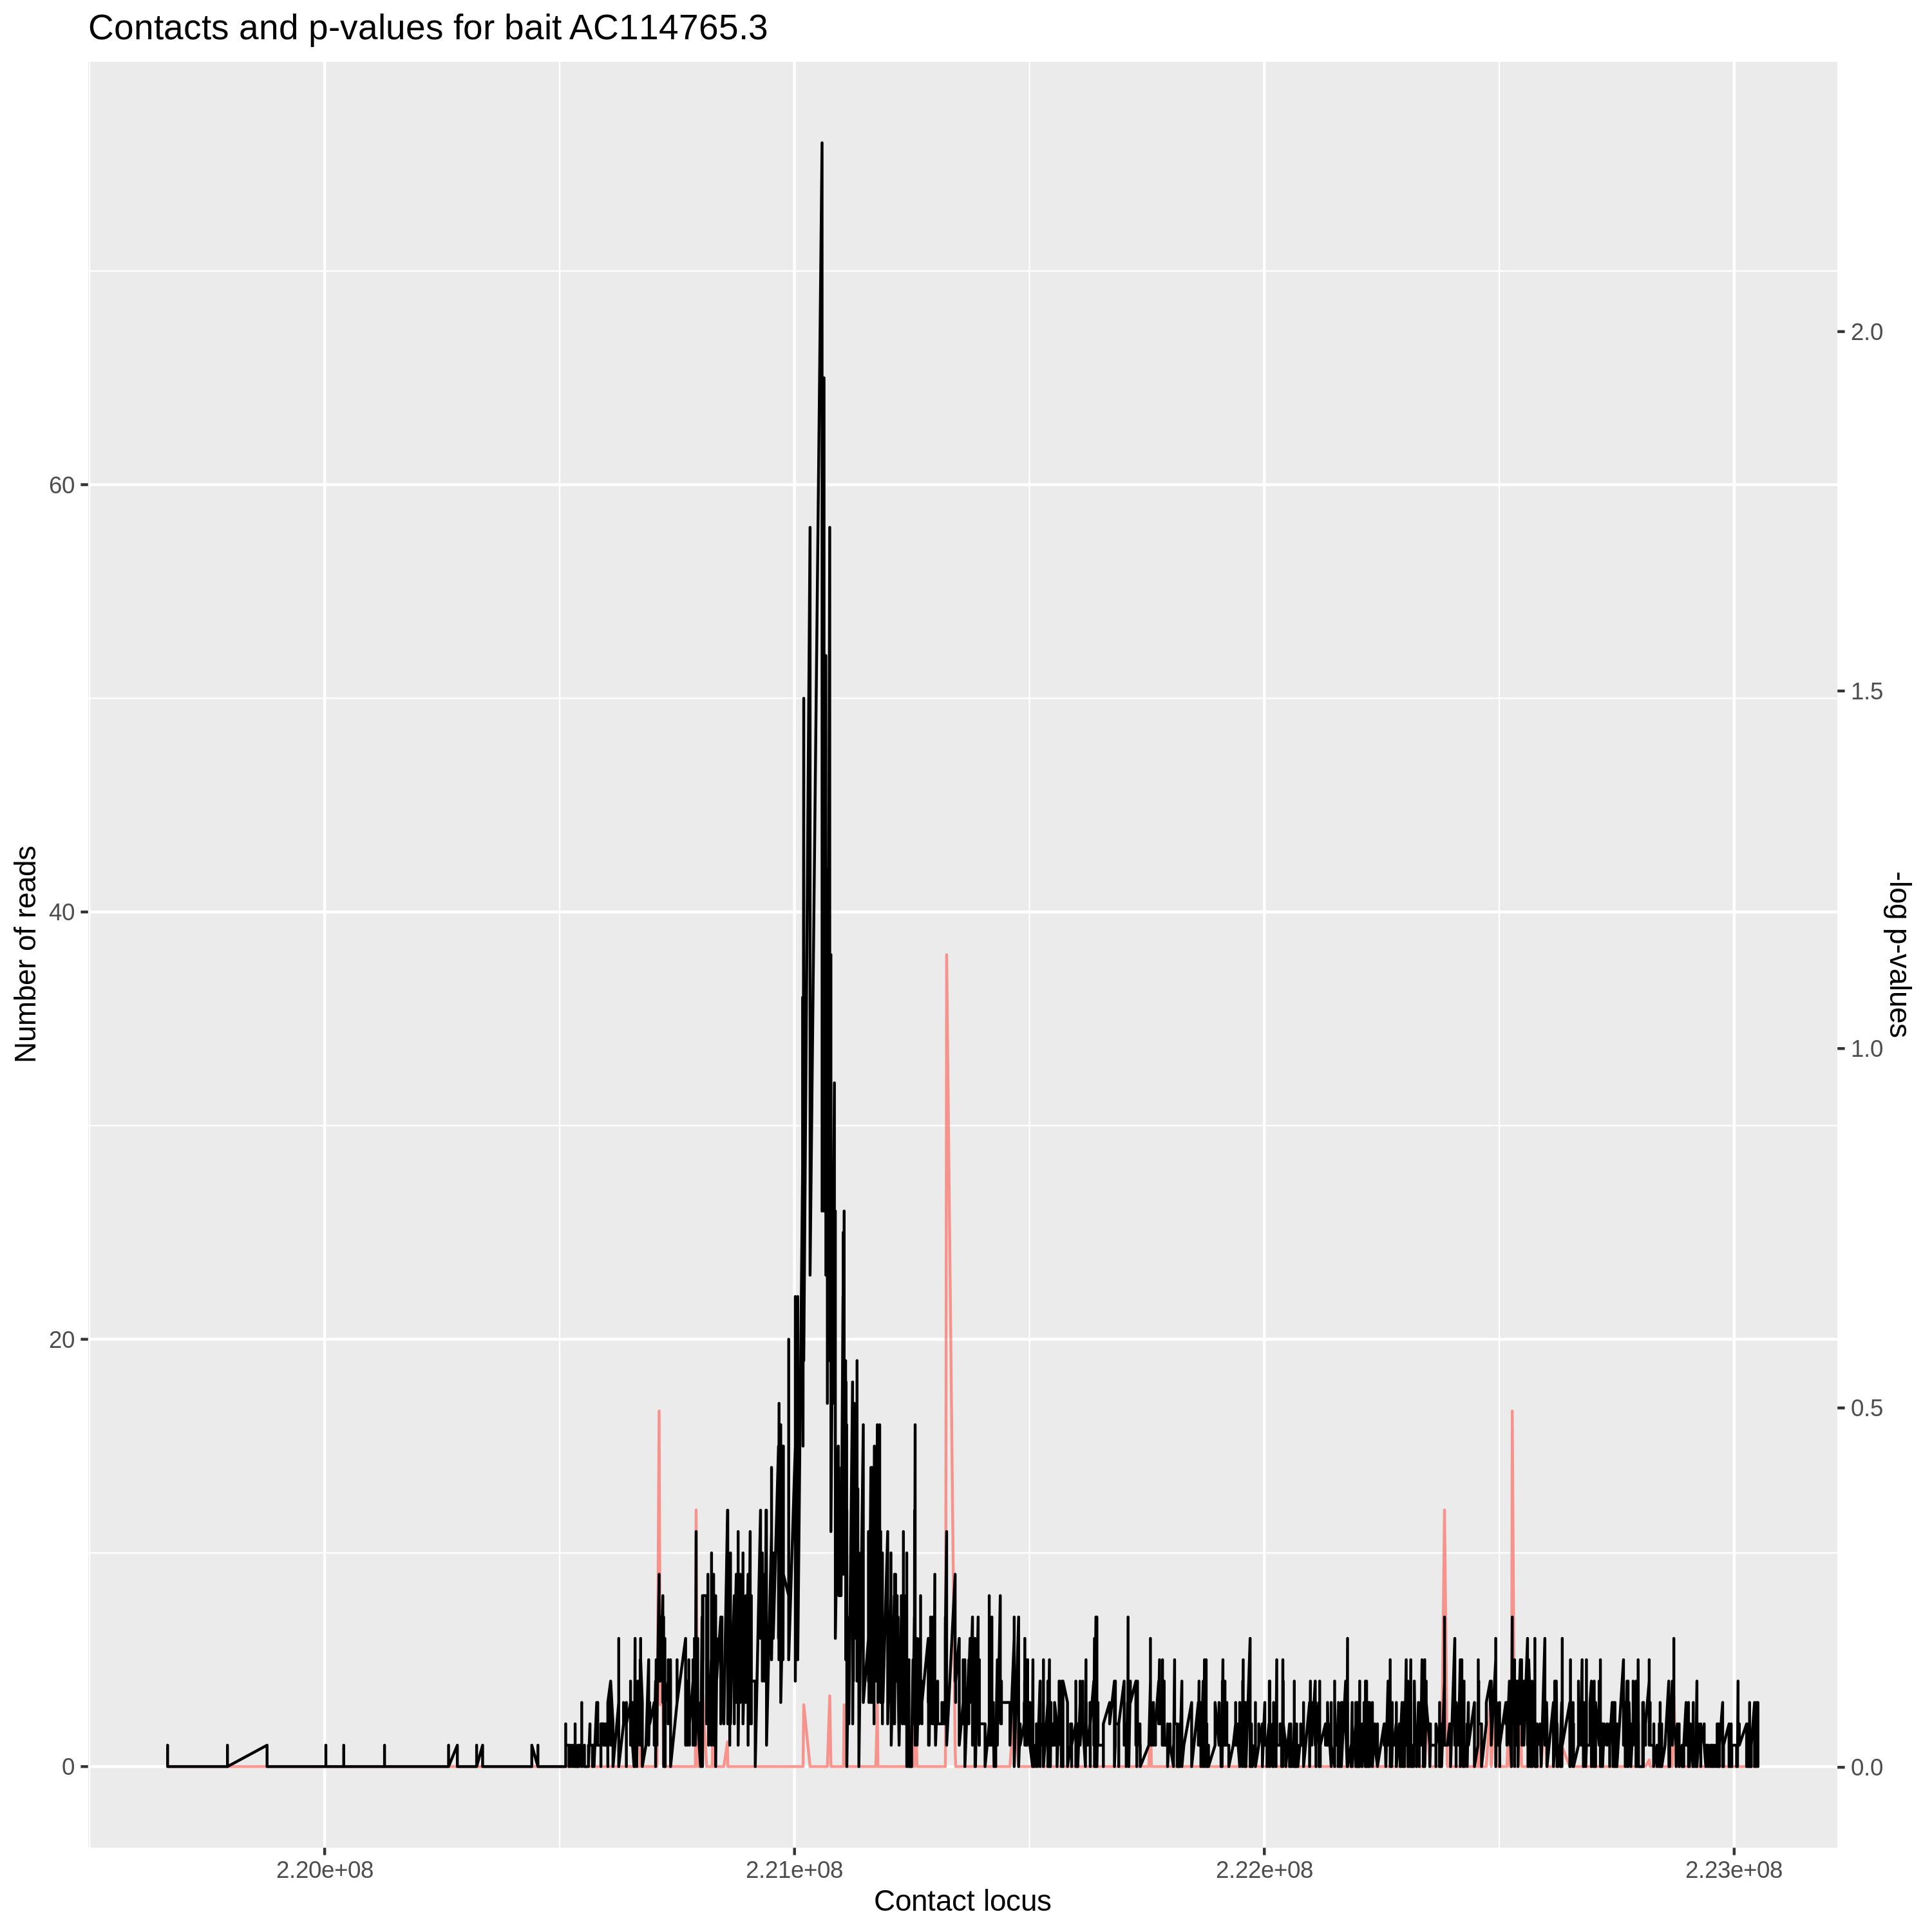 Contacts and p-values for bait AC114765.3
Number of reads
60
40
20
0
2.0
1.5
1.0
0.5
0.0
-log p-values
2.20e+08
2.21e+08
2.22e+08
2.23e+08
Contact locus